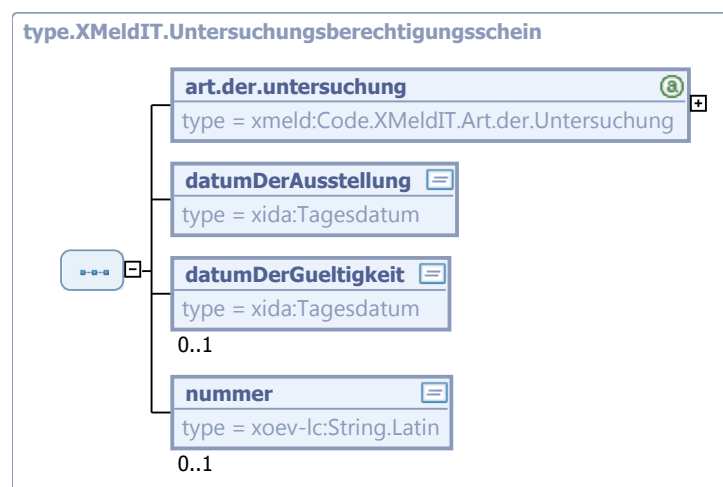 type.XMeldIT.Untersuchungsberechtigungsschein
art.der.untersuchung
type = xmeld:Code.XMeldIT.Art.der.Untersuchung
datumDerAusstellung
type = xida:Tagesdatum
datumDerGueltigkeit
type = xida:Tagesdatum
0..1
nummer
type = xoev-lc:String.Latin
0..1